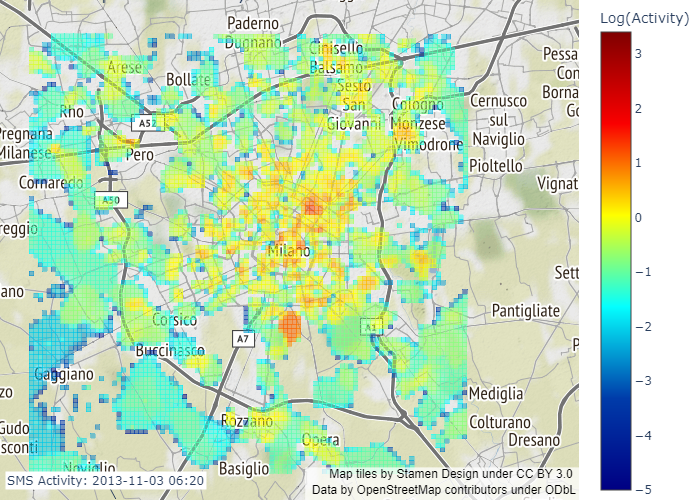 Paderno
Dugnano
Cinisello
Balsamo
Arese
Bollate
Sesto
San
Giovanni
Cologno
Monzese
Rho
A52
Cernusco
sul
Naviglio
Pessa
Con
Borna
Go
Pregnana
Milanese
Pero
Vimodrone
Pioltello
Cornaredo
A50
Vignat
reggio
Milano
Sett
ano
Corsico
A1
Pantigliate
A7
Buccinasco
P
Gaggiano
zo
Mediglia
Rozzano
Colturano
Gudo
sconti
Opera
Dresano
Noviglio
Basiglio
SMS Activity: 2013-11-03 06:20
Map tiles by Stamen Design under CC BY 3.0
Data by OpenStreetMap contributors under ODbL
Log(Activity)
3
2
1
0
−1
−2
−3
−4
−5